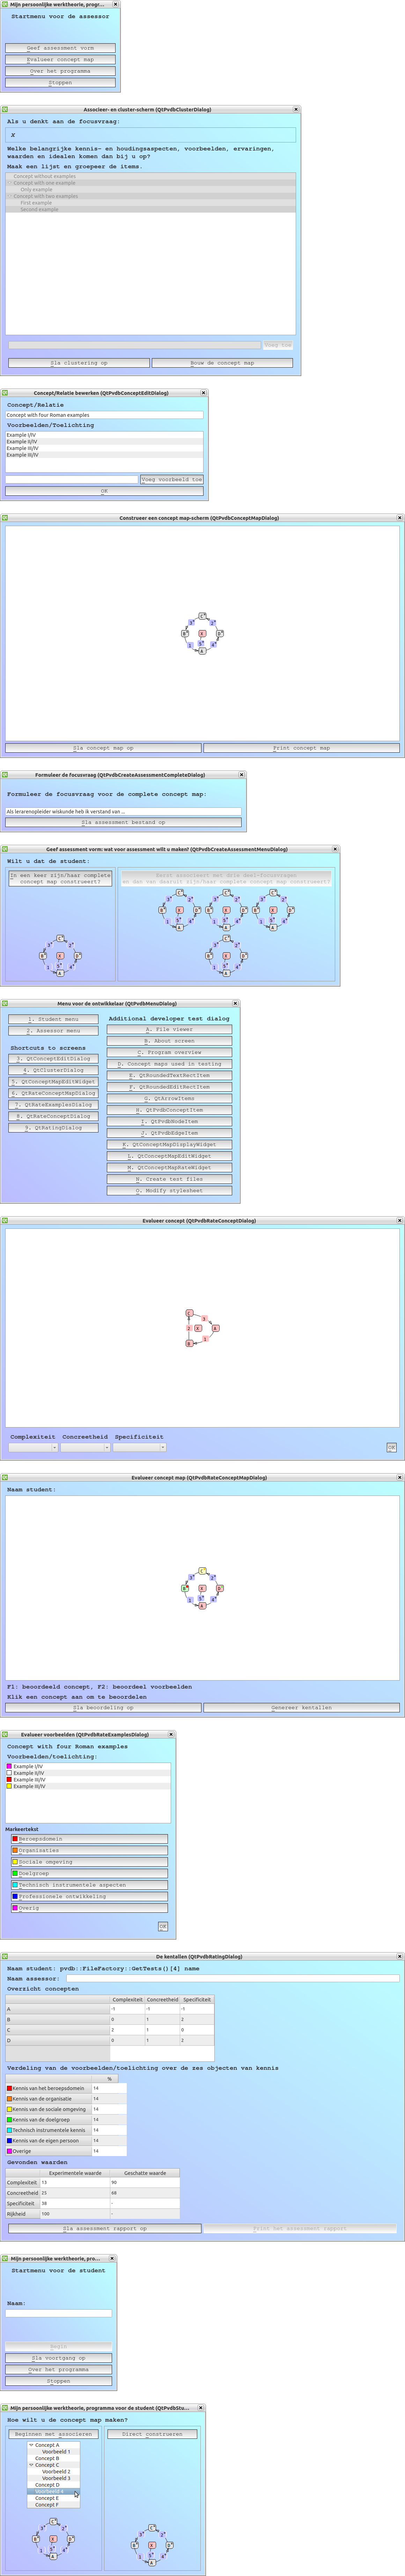 Mijn persoonlijke werktheorie, progr...
Startmenu voor de assessor
Geef assessment vorm
Evalueer concept map
Over het programma
Stoppen
Associeer- en cluster-scherm (QtPvdbClusterDialog)
Als u denkt aan de focusvraag:
X
Welke belangrijke kennis- en houdingsaspecten, voorbeelden, ervaringen,
waarden en idealen komen dan bij u op?
Maak een lijst en groepeer de items.
Concept without examples
Concept with one example
Only example
Concept with two examples
First example
Second example
Voeg toe
Sla clustering op
Bouw de concept map
Concept/Relatie bewerken (QtPvdbConceptEditDialog)
Concept/Relatie
Concept with four Roman examples
Voorbeelden/Toelichting
Example I/IV
Example II/IV
Example III/IV
Example III/IV
Voeg voorbeeld toe
OK
Construeer een concept map-scherm (QtPvdbConceptMapDialog)
Sla concept map op
Print concept map
Formuleer de focusvraag (QtPvdbCreateAssessmentCompleteDialog)
Formuleer de focusvraag voor de complete concept map:
Als lerarenopleider wiskunde heb ik verstand van ...
Sla assessment bestand op
Geef assessment vorm: wat voor assessment wilt u maken? (QtPvdbCreateAssessmentMenuDialog)
Wilt u dat de student:
In een keer zijn/haar complete
concept map construeert?
Eerst associeert met drie deel-focusvragen
en dan van daaruit zijn/haar complete concept map construeert?
Menu voor de ontwikkelaar (QtPvdbMenuDialog)
1. Student menu
2. Assessor menu
Shortcuts to screens
3. QtConceptEditDialog
4. QtClusterDialog
5. QtConceptMapEditWidget
6. QtRateConceptMapDialog
7. QtRateExamplesDialog
8. QtRateConceptDialog
9. QtRatingDialog
Additional developer test dialog
A. File viewer
B. About screen
C. Program overview
D. Concept maps used in testing
E. QtRoundedTextRectItem
F. QtRoundedEditRectItem
G. QtArrowItems
H. QtPvdbConceptItem
I. QtPvdbNodeItem
J. QtPvdbEdgeItem
K. QtConceptMapDisplayWidget
L. QtConceptMapEditWidget
M. QtConceptMapRateWidget
N. Create test files
O. Modify stylesheet
Evalueer concept (QtPvdbRateConceptDialog)
Complexiteit Concreetheid Specificiteit
OK
Evalueer concept map (QtPvdbRateConceptMapDialog)
Naam student:
F1: beoordeeld concept, F2: beoordeel voorbeelden
Klik een concept aan om te beoordelen
Sla beoordeling op
Genereer kentallen
Evalueer voorbeelden (QtPvdbRateExamplesDialog)
Concept with four Roman examples
Voorbeelden/toelichting:
Example I/IV
Example II/IV
Example III/IV
Example III/IV
Markeertekst
Beroepsdomein
Organisaties
Sociale omgeving
Doelgroep
Technisch instrumentele aspecten
Professionele ontwikkeling
Overig
OK
De kentallen (QtPvdbRatingDialog)
Naam student: pvdb::FileFactory::GetTests()[4] name
Naam assessor:
Overzicht concepten
Complexiteit Concreetheid Specificiteit
A -1 -1 -1
B 0 1 2
C 2 1 0
D 0 1 2
Verdeling van de voorbeelden/toelichting over de zes objecten van kennis
%
Kennis van het beroepsdomein 14
Kennis van de organisatie 14
Kennis van de sociale omgeving 14
Kennis van de doelgroep 14
Technisch instrumentele kennis 14
Kennis van de eigen persoon 14
Overige 14
Gevonden waarden
Experimentele waarde Geschatte waarde
Complexiteit 13 90
Concreetheid 25 68
Specificiteit 38 -
Rijkheid 100 -
Sla assessment rapport op
Print het assessment rapport
Mijn persoonlijke werktheorie, pro...
Startmenu voor de student
Naam:
Begin
Sla voortgang op
Over het programma
Stoppen
Mijn persoonlijke werktheorie, programma voor de student (QtPvdbStu...
Hoe wilt u de concept map maken?
Beginnen met associeren
Direct construeren
Concept A
Voorbeeld 1
Concept B
Concept C
Voorbeeld 2
Voorbeeld 3
Concept D
Voorbeeld 4
Concept E
Concept F